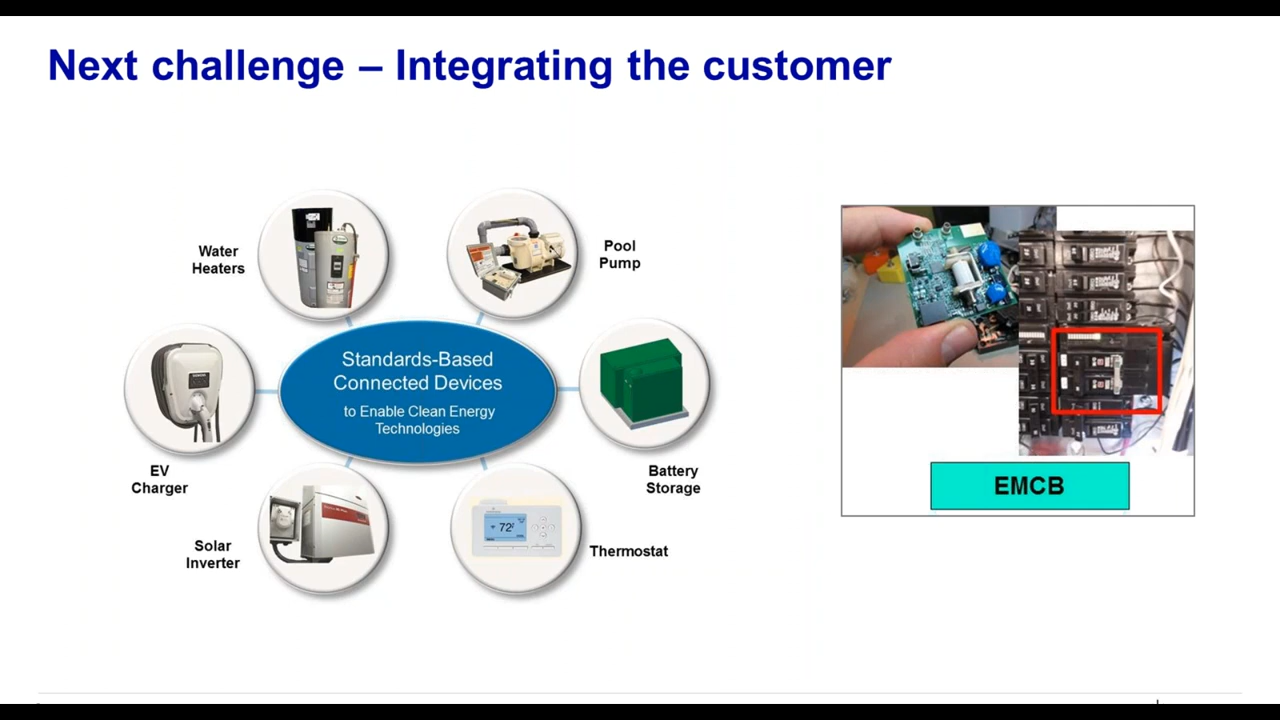 Next challenge – Integrating the customer
Water
Heaters
Pool
Pump
Standards-Based
Connected Devices
to Enable Clean Energy
Technologies
EV
Charger
Battery
Storage
Solar
Inverter
72°
Thermostat
EMCB